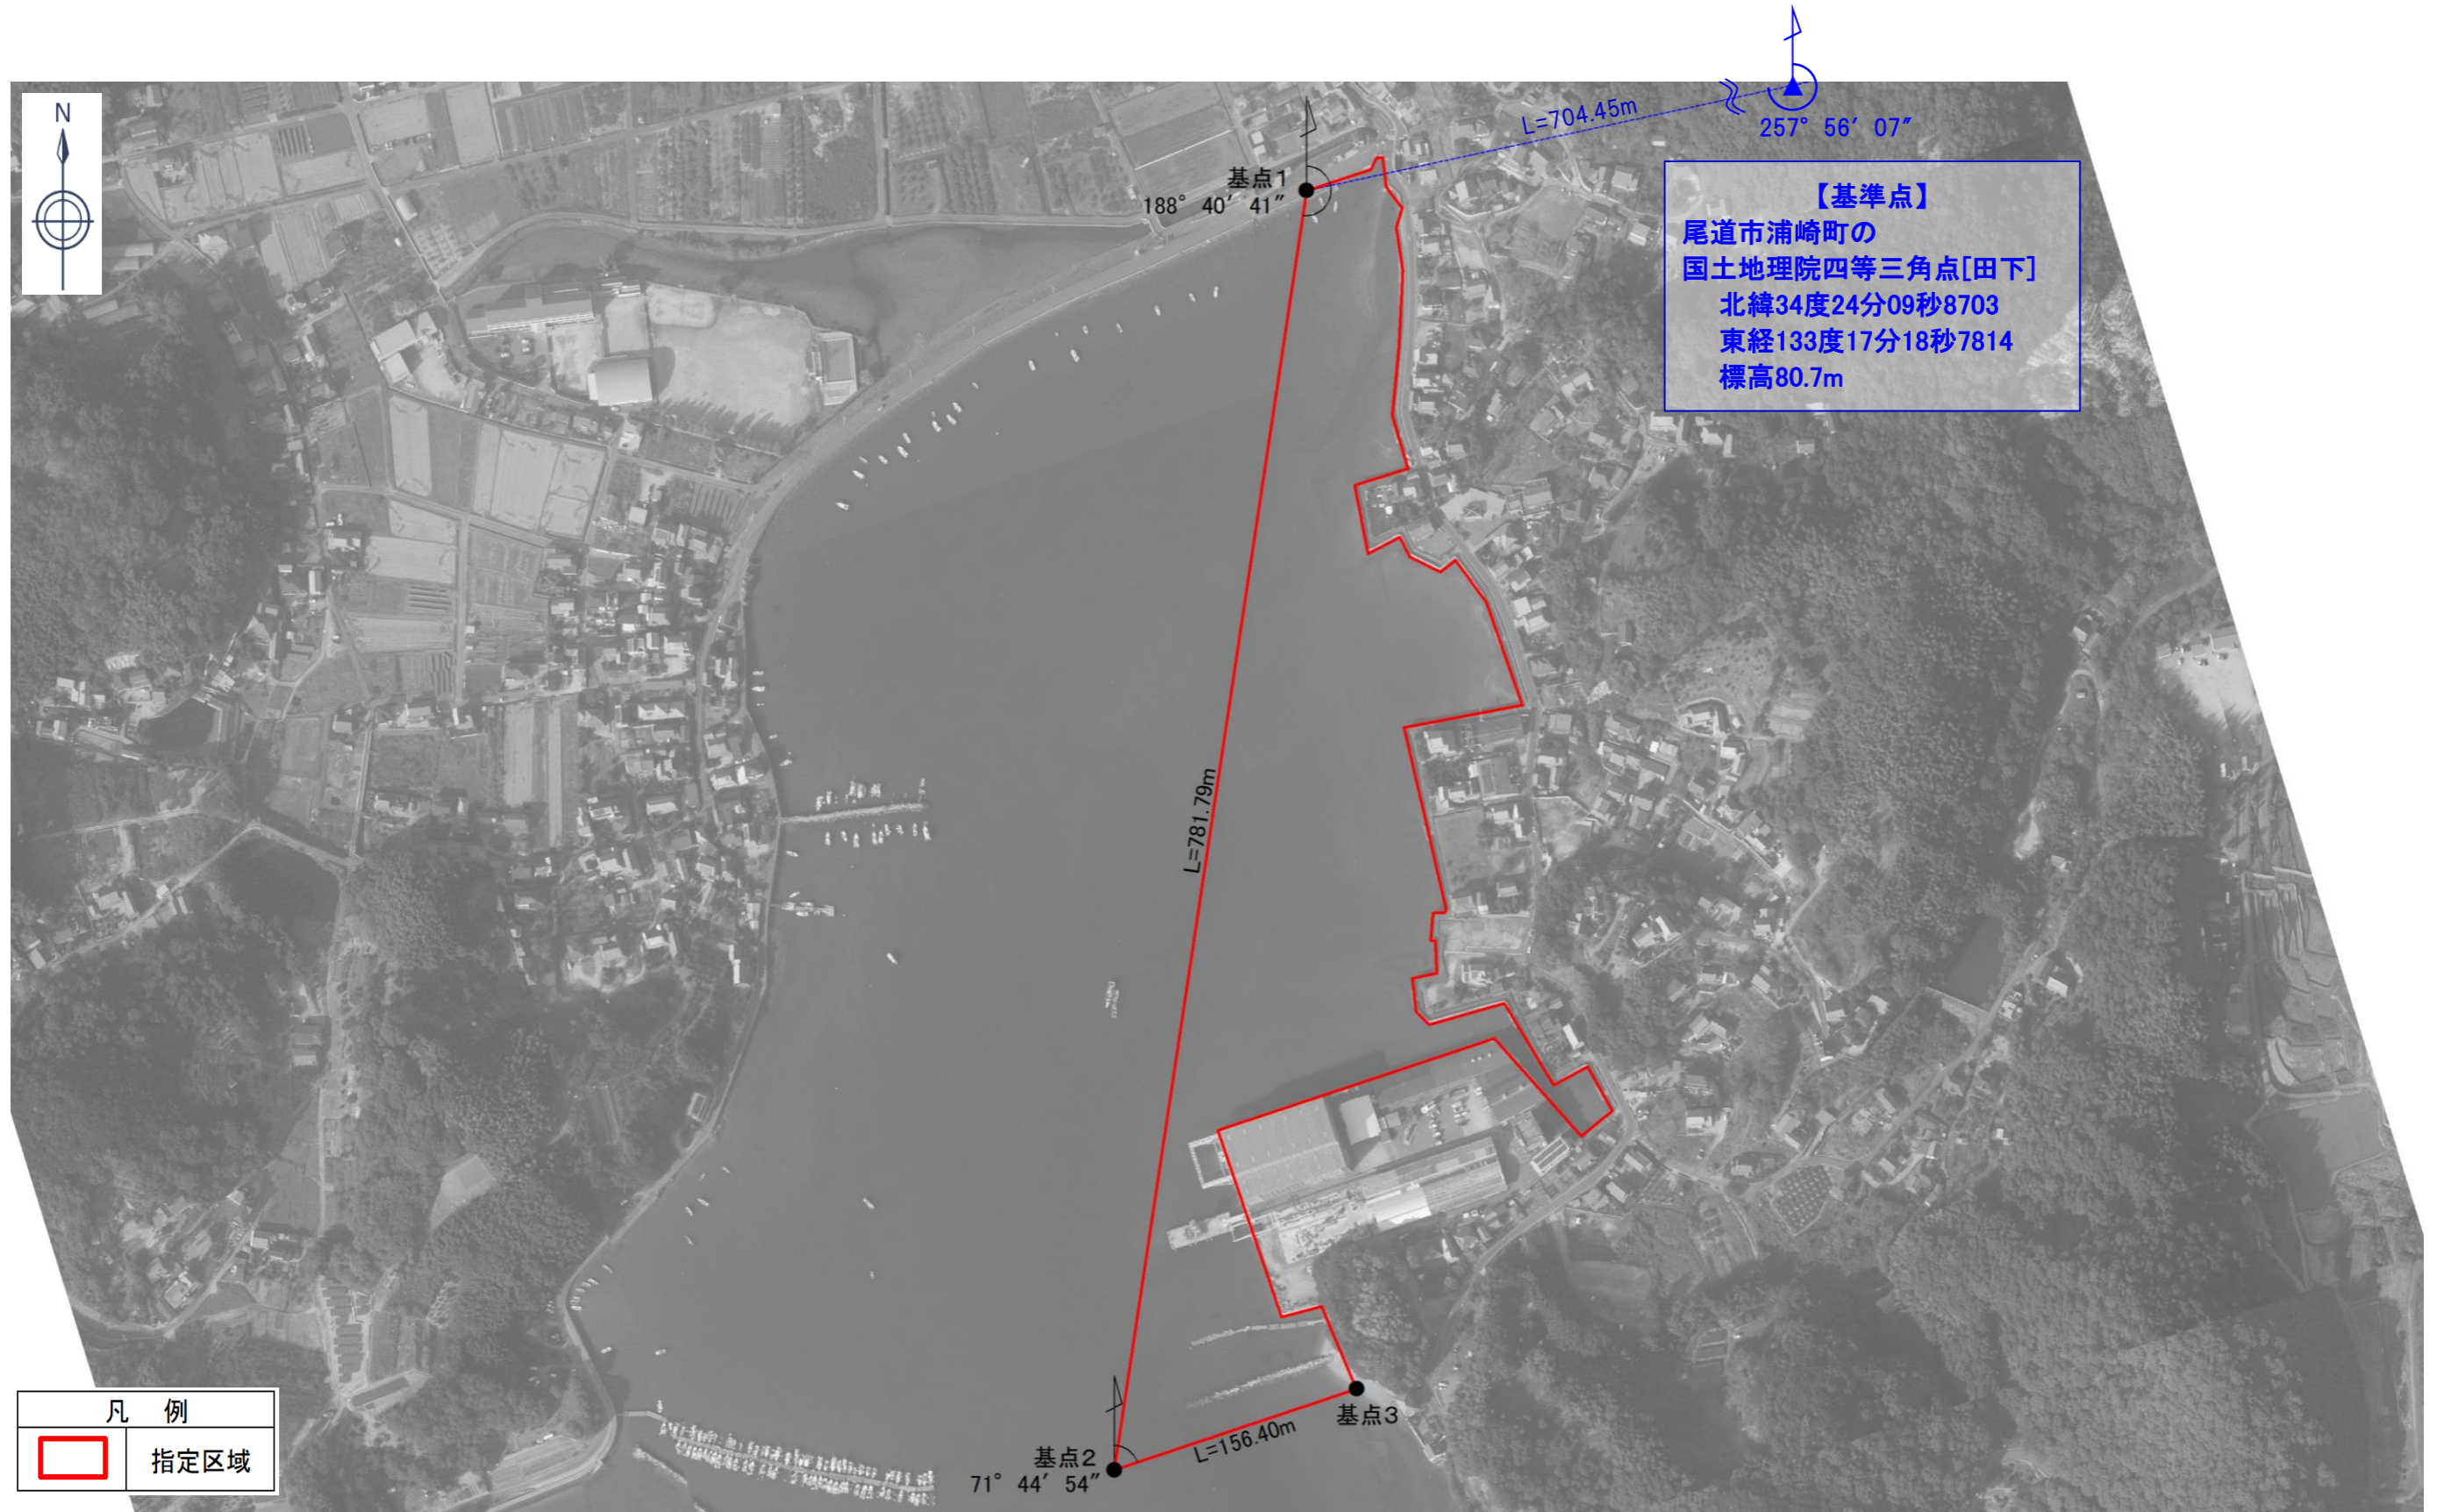 N
L=704.45m
257° 56′ 07″
基点1
188° 40′ 41″
【基準点】
尾道市浦崎町の
国土地理院四等三角点[田下]
北緯34度24分09秒8703
東経133度17分18秒7814
標高80.7m
L=781.79m
基点3
L=156.40m
基点2
71° 44′ 54″
凡 例
指定区域